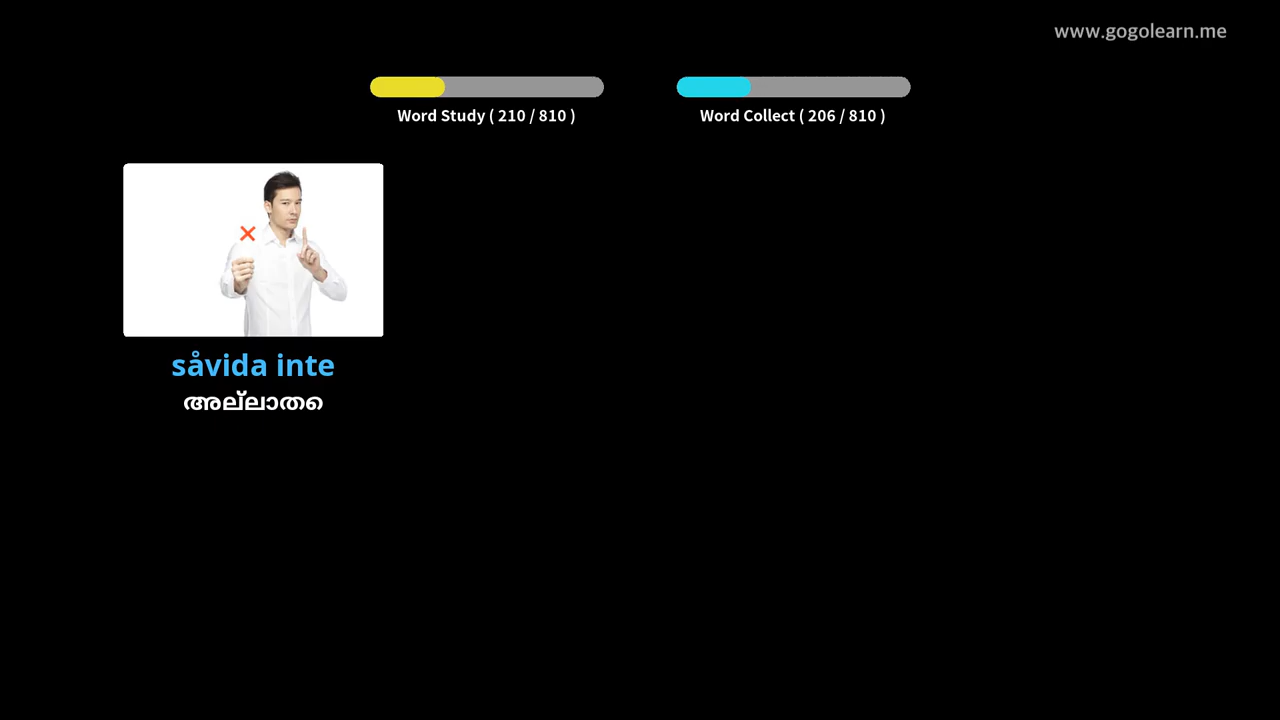 www.gogolearn.me
Word Study ( 210 / 810 )
Word Collect ( 206 / 810 )
såvida inte
അല്ലാതെ